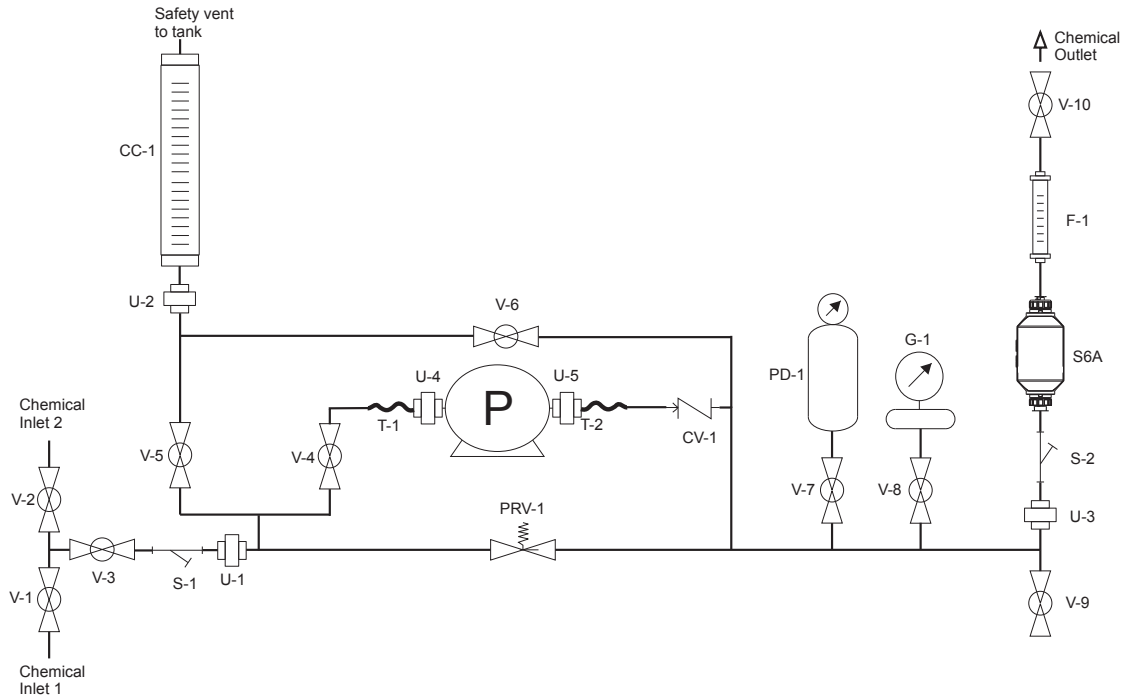 Safety vent
to tank
Chemical
Outlet
V-10
CC-1
F-1
U-2
V-6
G-1
S6A
PD-1
U-4
U-5
P
Chemical
Inlet 2
T-1
T-2
CV-1
V-5
V-4
S-2
V-2
V-7
V-8
PRV-1
U-3
V-3
S-1
U-1
V-1
V-9
Chemical
Inlet 1